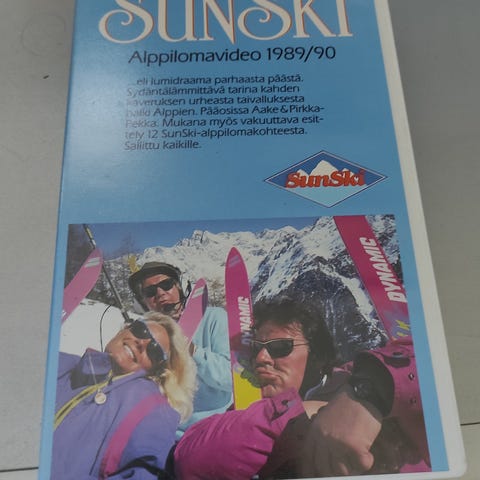 SUNSKI
Alppilomavideo 1989/90
...eli lumidraama parhaasta päästä.
Sydäntälämmittävä tarina kahden
kaveruksen urheasta taivalluksesta
halki Alppien. Pääosissa Aake & Pirkka-
Pekka. Mukana myös vakuuttava esit-
tely 12 SunSki-alppilomakohteesta.
Sallittu kaikille.
SunSki
DYNAMIC
DYNAMIC